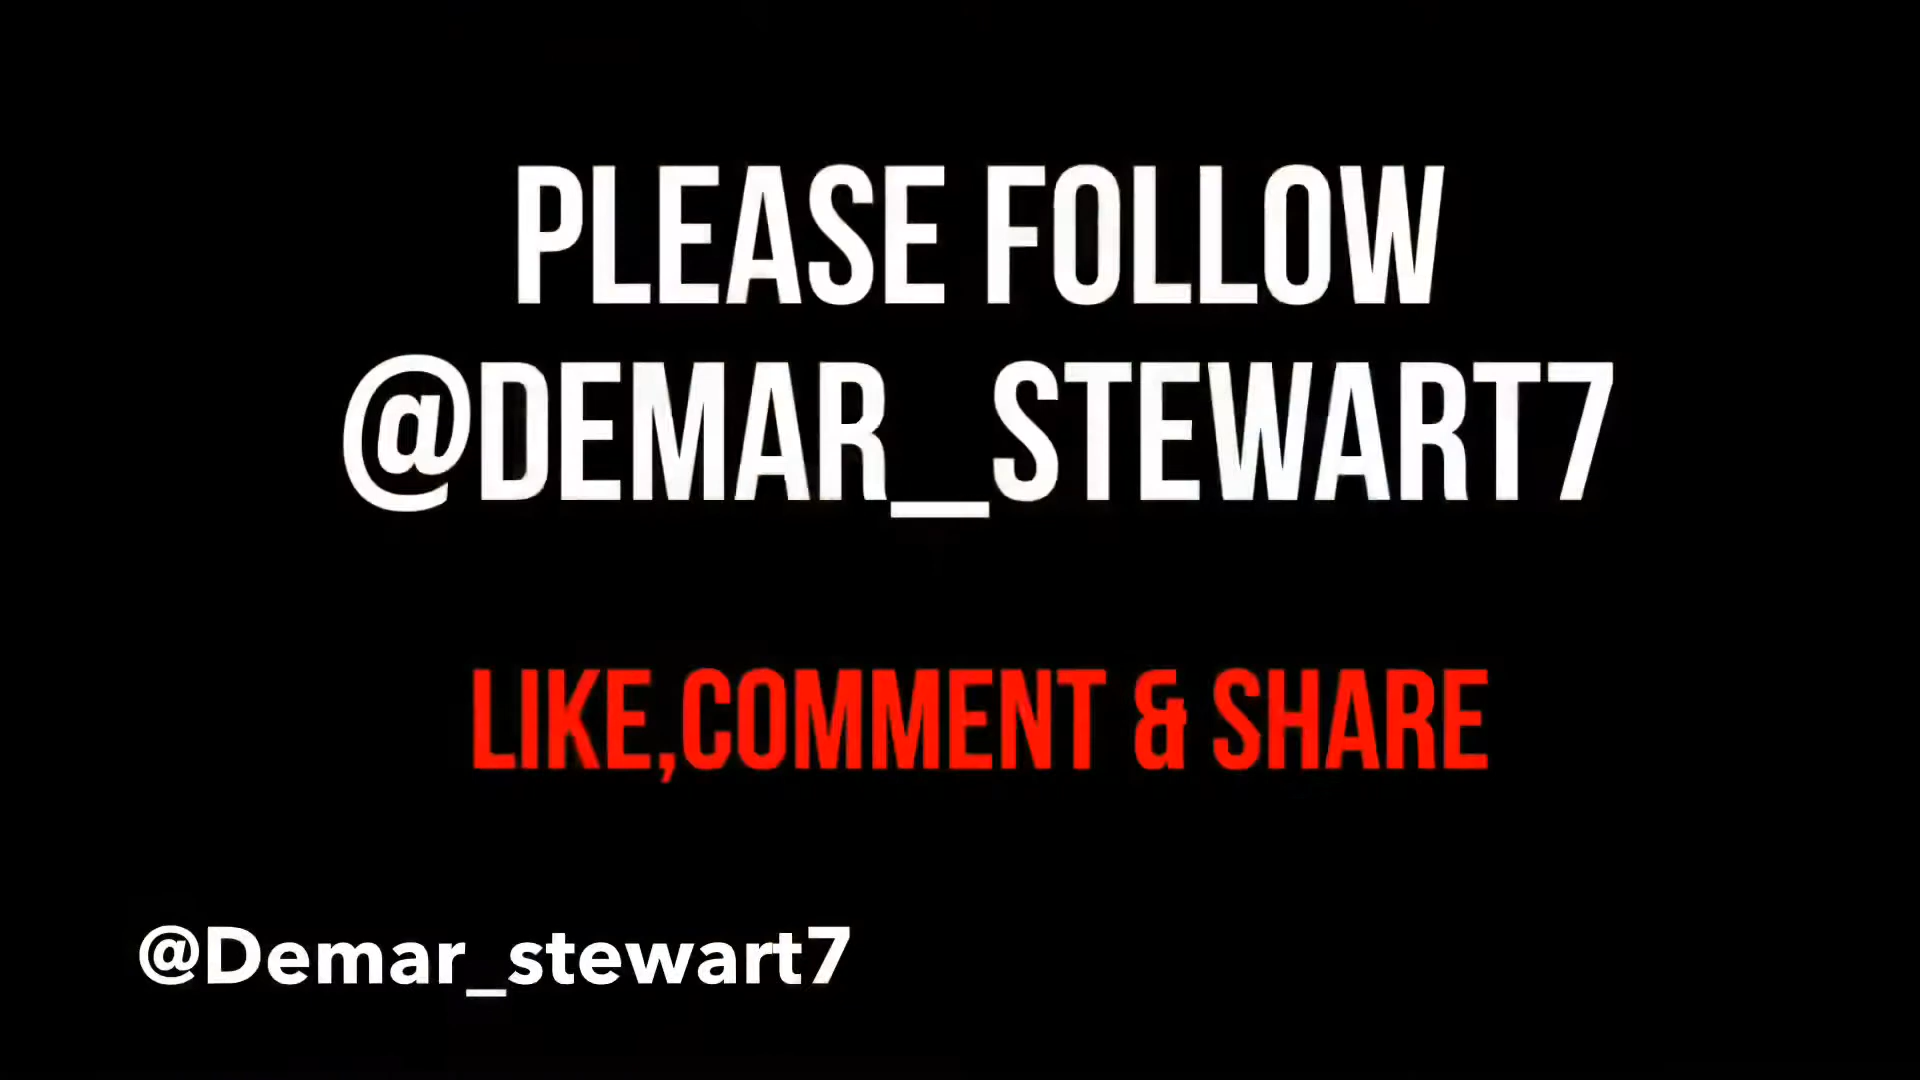 PLEASE FOLLOW
@DEMAR_STEWART7
LIKE,COMMENT & SHARE
@Demar_stewart7